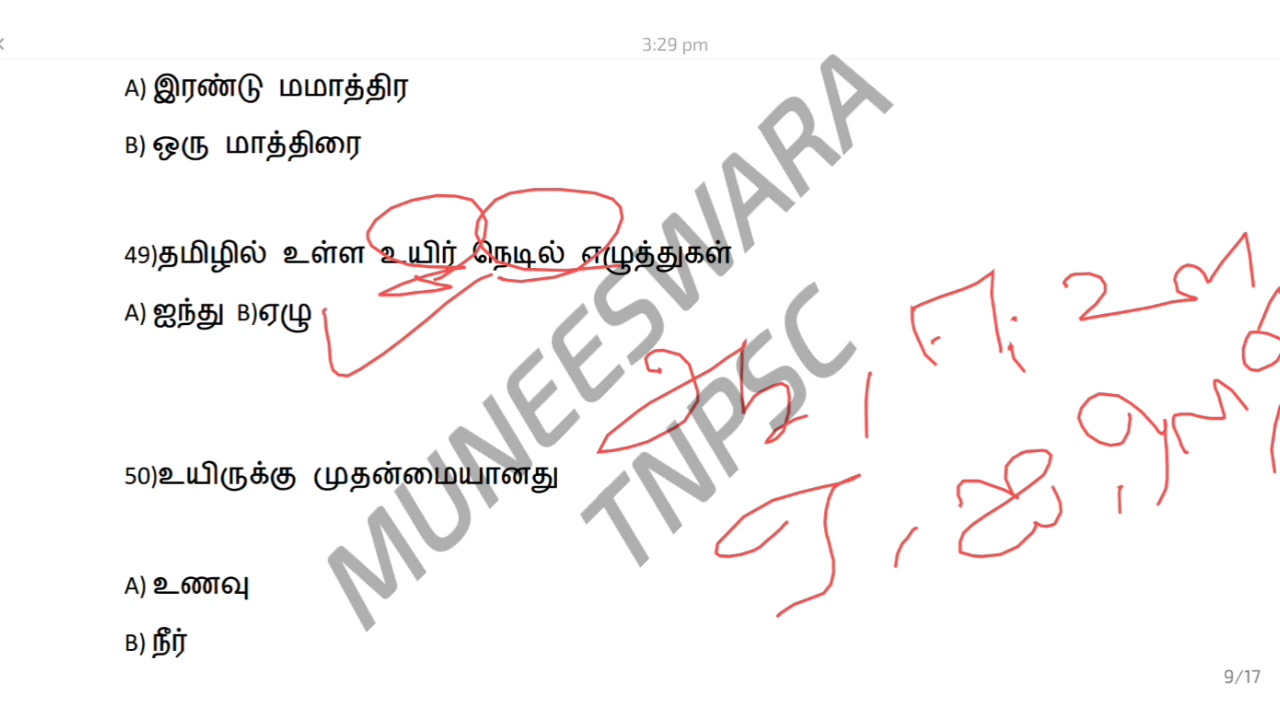 3:29 pm
A) இரண்டு மமாத்திர
B) ஒரு மாத்திரை
49)தமிழில் உள்ள உயிர் நெடில் எழுத்துகள்
A) ஐந்து B)ஏழு
ஆ, ஈ, ஊ
ஏ, ஐ, ஓ
50)உயிருக்கு முதன்மையானது
A) உணவு
B) நீர்
MUNEESWARA
TNPSC
9/17